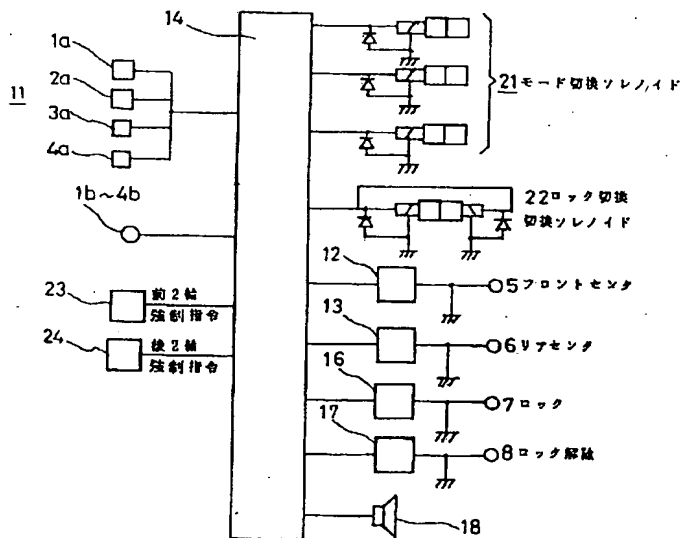 14
1a
2a
3a
4a
11
1b~4b
21モード切換ソレノイド
22ロック切換
切換ソレノイド
12
5フロントセンタ
23
前2輪
強制指令
24
後2輪
強制指令
13
6リアセンタ
16
7ロック
17
8ロック解除
18